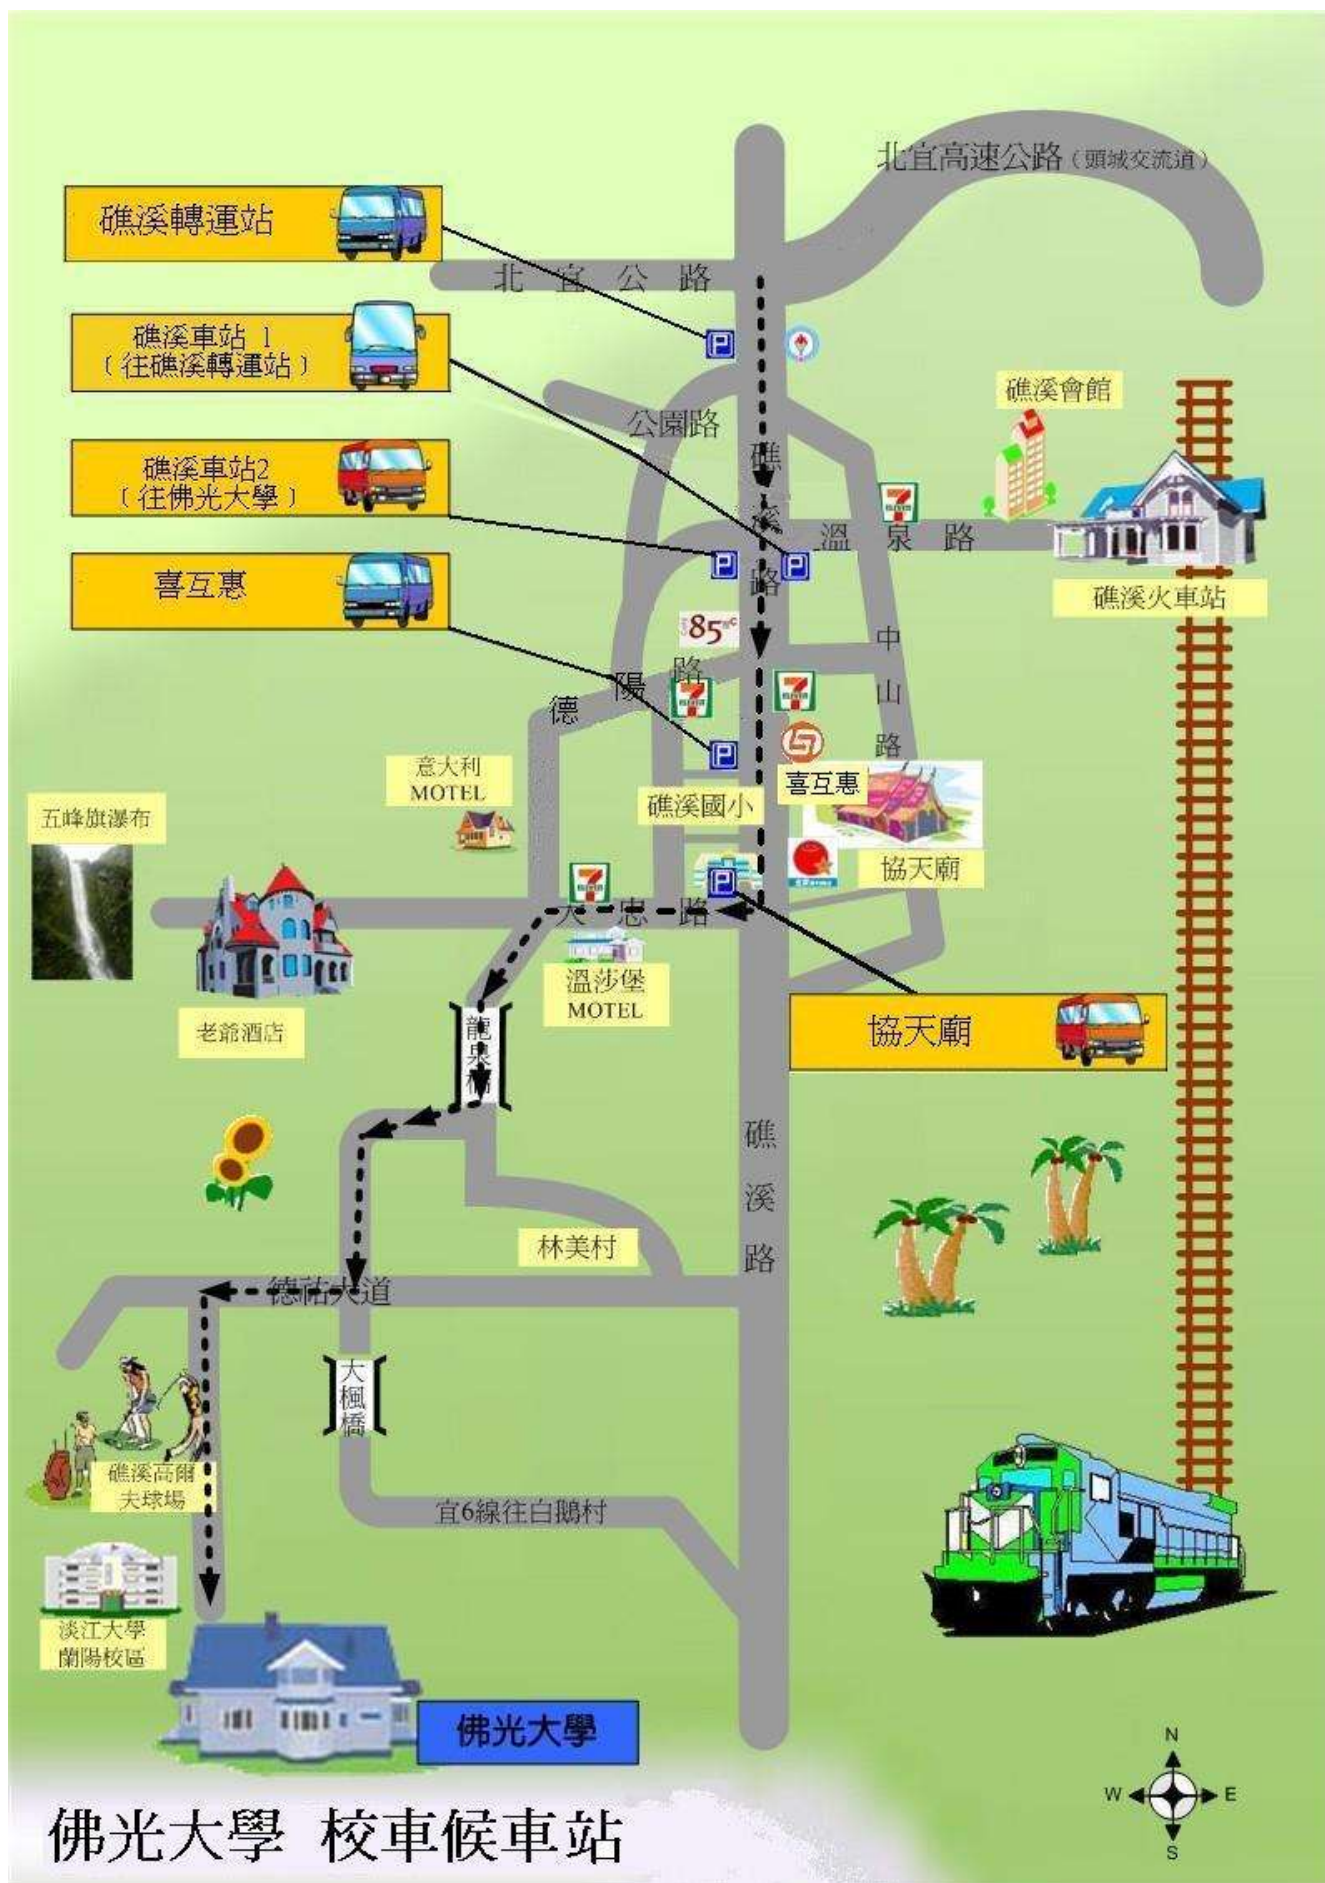 北宜高速公路(頭城交流道)
礁溪轉運站
北宜公路
礁溪車站 1
(往礁溪轉運站)
礁溪會館
公園路
礁溪車站2
(往佛光大學)
礁溪路
溫泉路
喜互惠
礁溪火車站
85°C
中山路
德陽路
意大利
MOTEL
喜互惠
礁溪國小
五峰旗瀑布
協天廟
大忠路
溫莎堡
MOTEL
老爺酒店
龍泉橋
協天廟
礁溪路
林美村
德祐大道
大楓橋
礁溪高爾
夫球場
宜6線往白鵝村
淡江大學
蘭陽校區
佛光大學
N
W
E
S
佛光大學 校車候車站